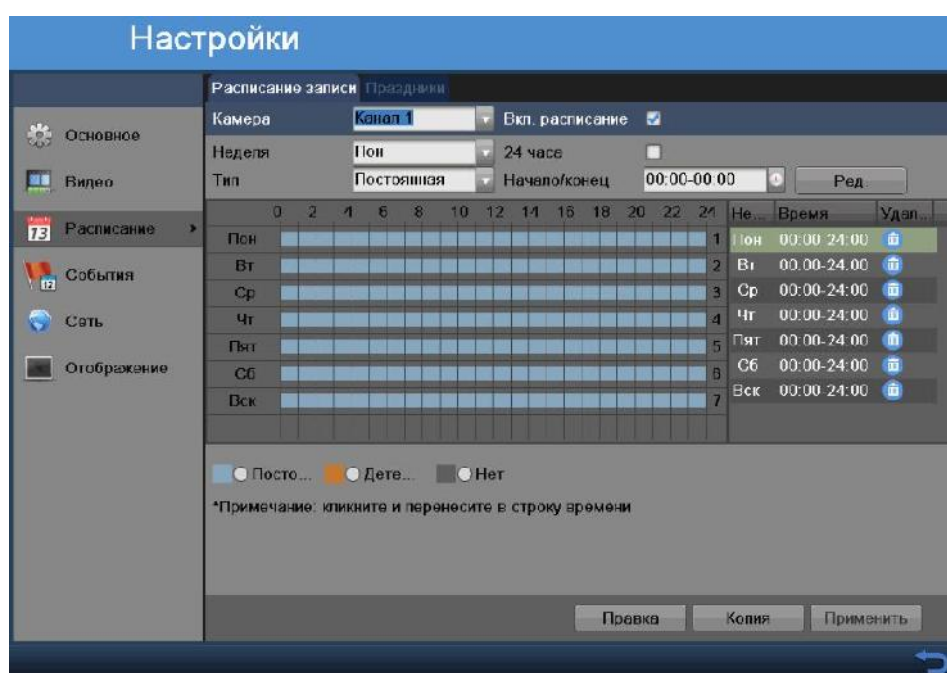 Настройки
Расписание записи Праздники
Камера Канал 1 Вкл. расписание
Неделя Пон 24 часа
Тип Постоянная Начало/конец 00:00-00:00 Ред.
Основное
Видео
13 Расписание
12 События
Сеть
Отображение
0 2 4 6 8 10 12 14 16 18 20 22 24 Не... Время Удал...
Пон 1 Пон 00:00-24:00
Вт 2 Вт 00:00-24:00
Ср 3 Ср 00:00-24:00
Чт 4 Чт 00:00-24:00
Пят 5 Пят 00:00-24:00
Сб 6 Сб 00:00-24:00
Вск 7 Вск 00:00-24:00
Посто... Дете... Нет
*Примечание: кликните и перенесите в строку времени
Правка Копия Применить